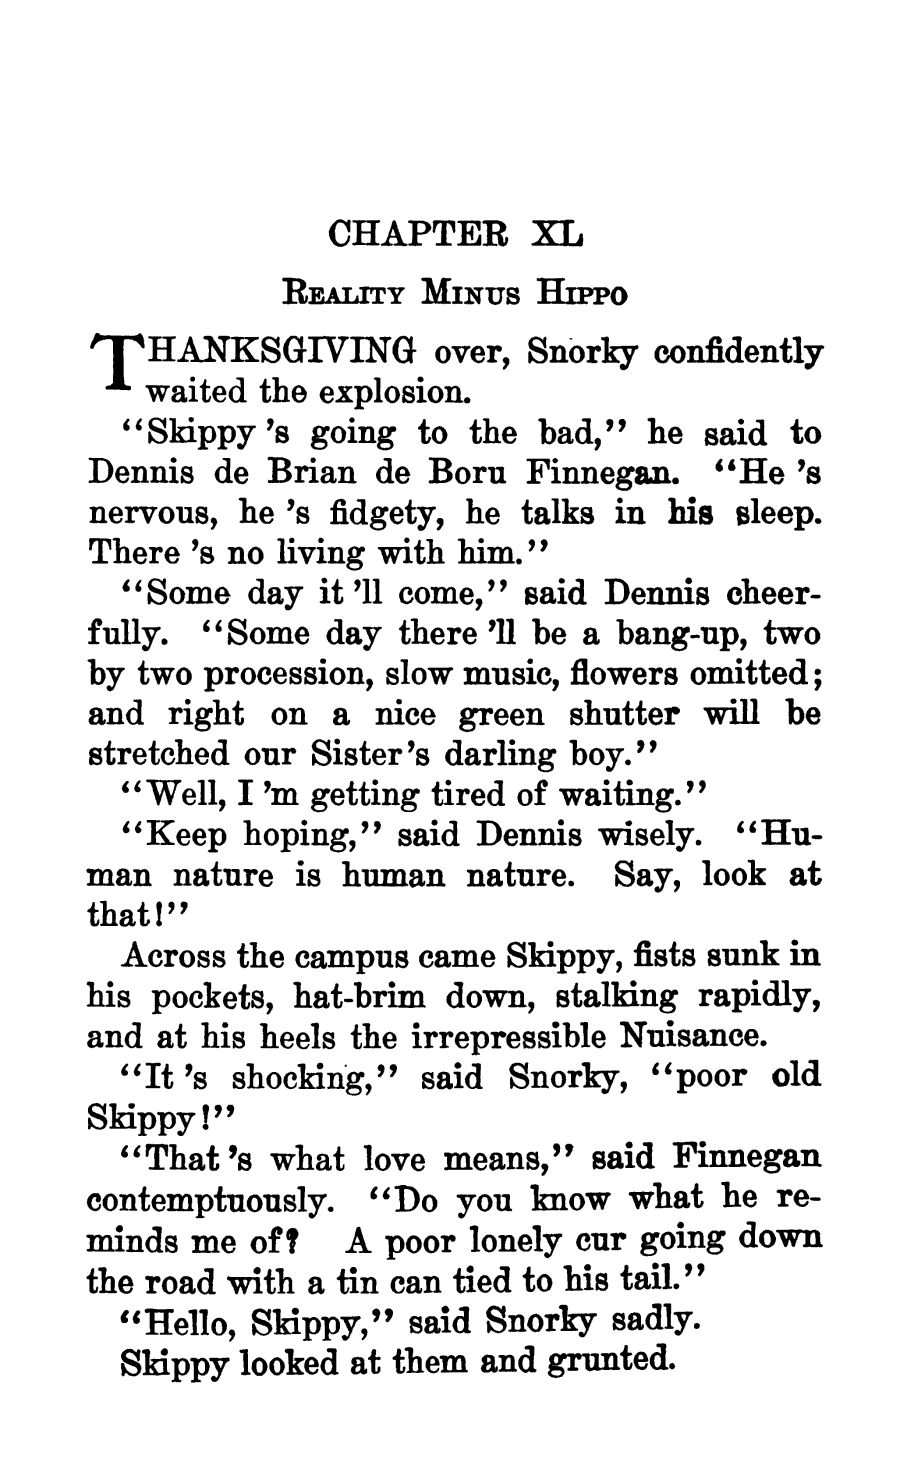 CHAPTER XL
REALITY MINUS HIPPO
THANKSGIVING over, Snorky confidently
waited the explosion.
“Skippy ’s going to the bad,” he said to
Dennis de Brian de Boru Finnegan. “He ’s
nervous, he ’s fidgety, he talks in his sleep.
There ’s no living with him.”
“Some day it ’ll come,” said Dennis cheer-
fully. “Some day there ’ll be a bang-up, two
by two procession, slow music, flowers omitted;
and right on a nice green shutter will be
stretched our Sister’s darling boy.”
“Well, I ’m getting tired of waiting.”
“Keep hoping,” said Dennis wisely. “Hu-
man nature is human nature. Say, look at
that!”
Across the campus came Skippy, fists sunk in
his pockets, hat-brim down, stalking rapidly,
and at his heels the irrepressible Nuisance.
“It ’s shocking,” said Snorky, “poor old
Skippy!”
“That ’s what love means,” said Finnegan
contemptuously. “Do you know what he re-
minds me of? A poor lonely cur going down
the road with a tin can tied to his tail.”
“Hello, Skippy,” said Snorky sadly.
Skippy looked at them and grunted.